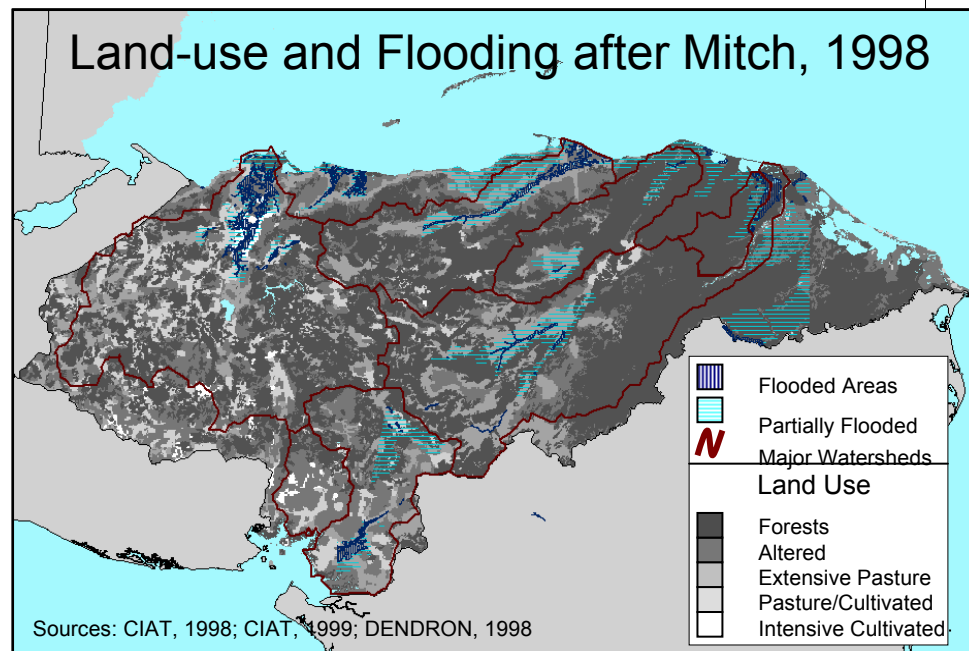 Land-use and Flooding after Mitch, 1998
Flooded Areas
Partially Flooded
Major Watersheds
Land Use
Forests
Altered
Extensive Pasture
Pasture/Cultivated
Intensive Cultivated
Sources: CIAT, 1998; CIAT, 1999; DENDRON, 1998